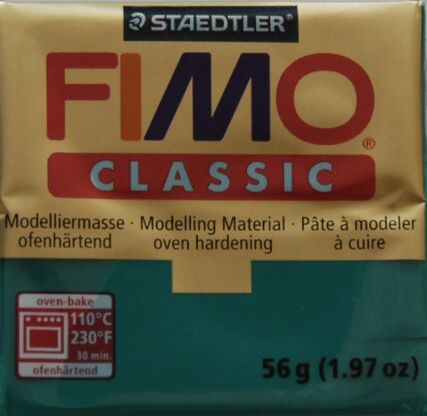 STAEDTLER
FIMO®
CLASSIC
Modelliermasse · Modelling Material · Pâte à modeler
ofenhärtend oven hardening à cuire
oven-bake
110°C
230°F
30 min.
ofenhärtend
56 g (1.97 oz)